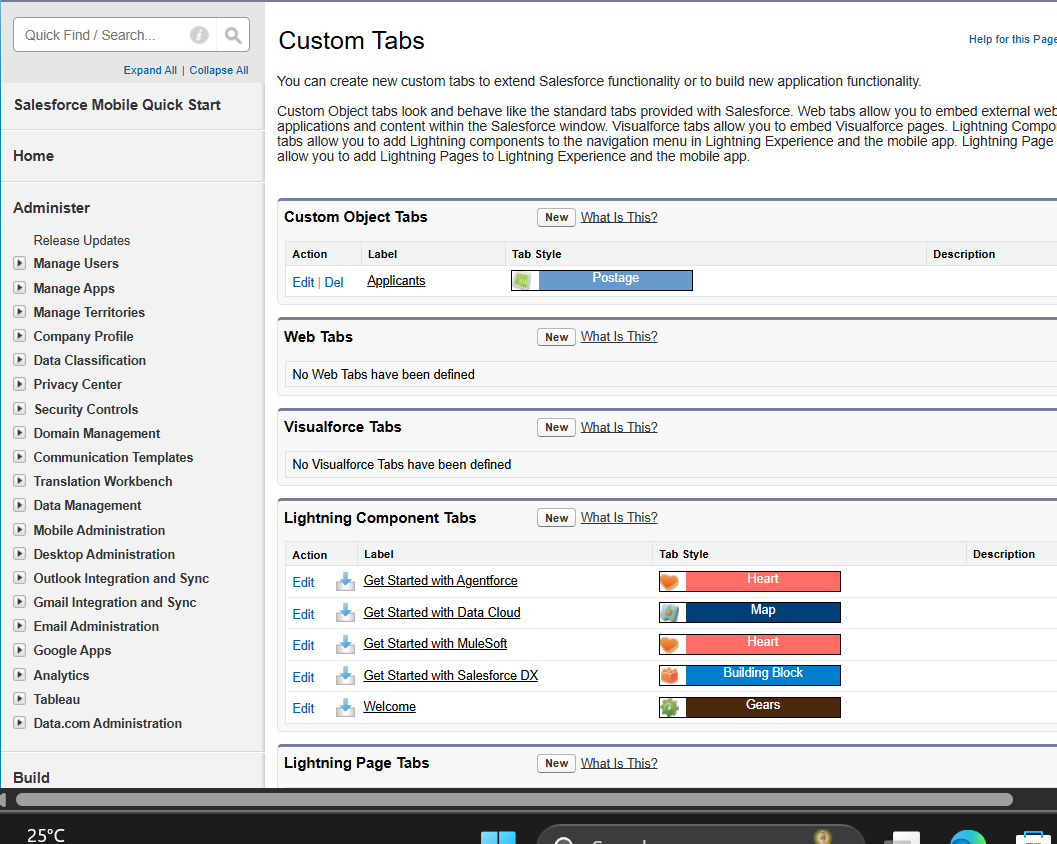 Quick Find / Search...
Expand All | Collapse All
Salesforce Mobile Quick Start
Home
Administer
Release Updates
Manage Users
Manage Apps
Manage Territories
Company Profile
Data Classification
Privacy Center
Security Controls
Domain Management
Communication Templates
Translation Workbench
Data Management
Mobile Administration
Desktop Administration
Outlook Integration and Sync
Gmail Integration and Sync
Email Administration
Google Apps
Analytics
Tableau
Data.com Administration
Build
Custom Tabs
Help for this Page
You can create new custom tabs to extend Salesforce functionality or to build new application functionality.
Custom Object tabs look and behave like the standard tabs provided with Salesforce. Web tabs allow you to embed external web
applications and content within the Salesforce window. Visualforce tabs allow you to embed Visualforce pages. Lightning Compo
tabs allow you to add Lightning components to the navigation menu in Lightning Experience and the mobile app. Lightning Page
allow you to add Lightning Pages to Lightning Experience and the mobile app.
Custom Object Tabs New What Is This?
Action Label Tab Style Description
Edit | Del Applicants Postage
Web Tabs New What Is This?
No Web Tabs have been defined
Visualforce Tabs New What Is This?
No Visualforce Tabs have been defined
Lightning Component Tabs New What Is This?
Action Label Tab Style Description
Edit Get Started with Agentforce Heart
Edit Get Started with Data Cloud Map
Edit Get Started with MuleSoft Heart
Edit Get Started with Salesforce DX Building Block
Edit Welcome Gears
Lightning Page Tabs New What Is This?
25°C